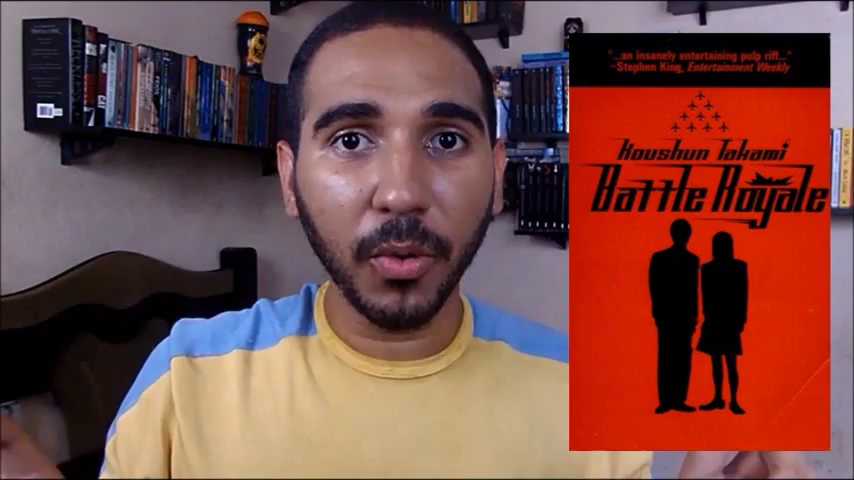 "...an insanely entertaining pulp riff..."
–Stephen King, Entertainment Weekly
Koushun Takami
Battle Royale